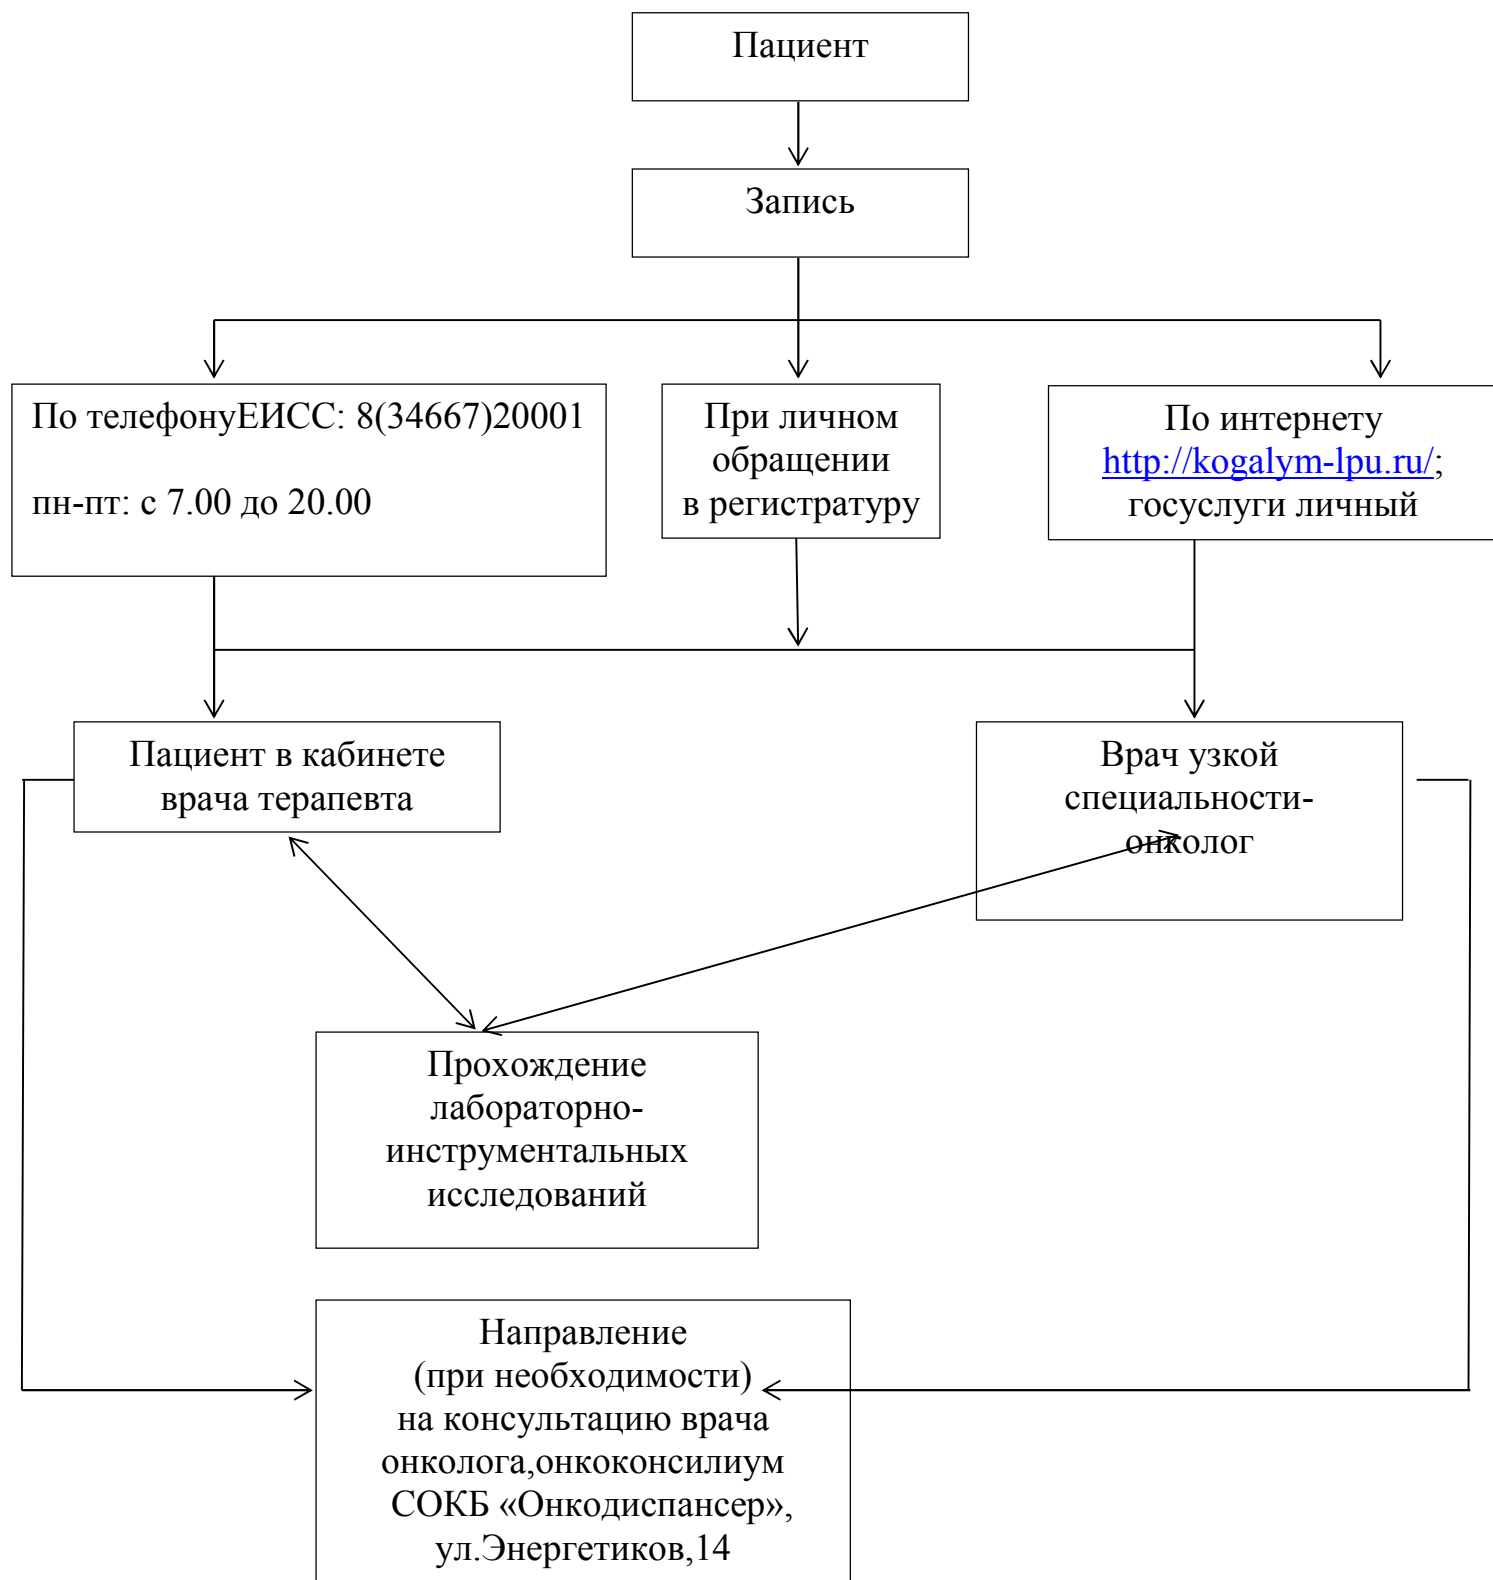 Пациент
Запись
По телефонуЕИСС: 8(34667)20001
пн-пт: с 7.00 до 20.00
При личном
обращении
в регистратуру
По интернету
http://kogalym-lpu.ru/;
госуслуги личный
Пациент в кабинете
врача терапевта
Врач узкой
специальности-
онколог
Прохождение
лабораторно-
инструментальных
исследований
Направление
(при необходимости)
на консультацию врача
онколога,онкоконсилиум
СОКБ «Онкодиспансер»,
ул.Энергетиков,14